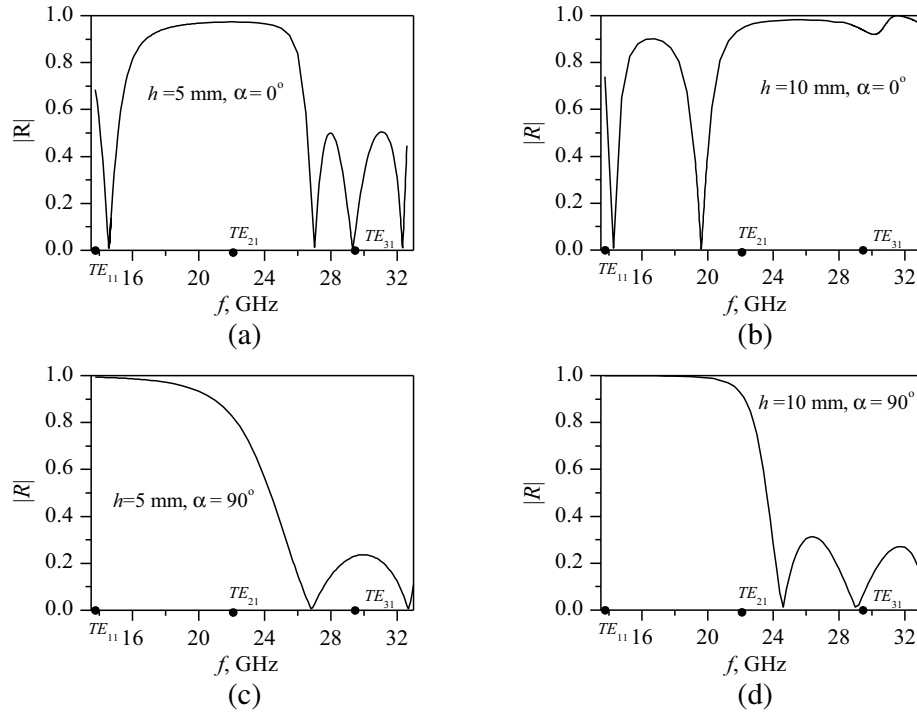 1.0
0.8
0.6
0.4
0.2
0.0
|R|
h =5 mm, α= 0°
TE21
TE31
TE11 16 20 24 28 32
f, GHz
(a)
1.0
0.8
0.6
0.4
0.2
0.0
|R|
h =10 mm, α= 0°
TE21
TE31
TE11 16 20 24 28 32
f, GHz
(b)
1.0
0.8
0.6
0.4
0.2
0.0
|R|
h=5 mm, α = 90°
TE21
TE31
TE11 16 20 24 28 32
f, GHz
(c)
1.0
0.8
0.6
0.4
0.2
0.0
|R|
h =10 mm, α = 90°
TE21
TE31
TE11 16 20 24 28 32
f, GHz
(d)